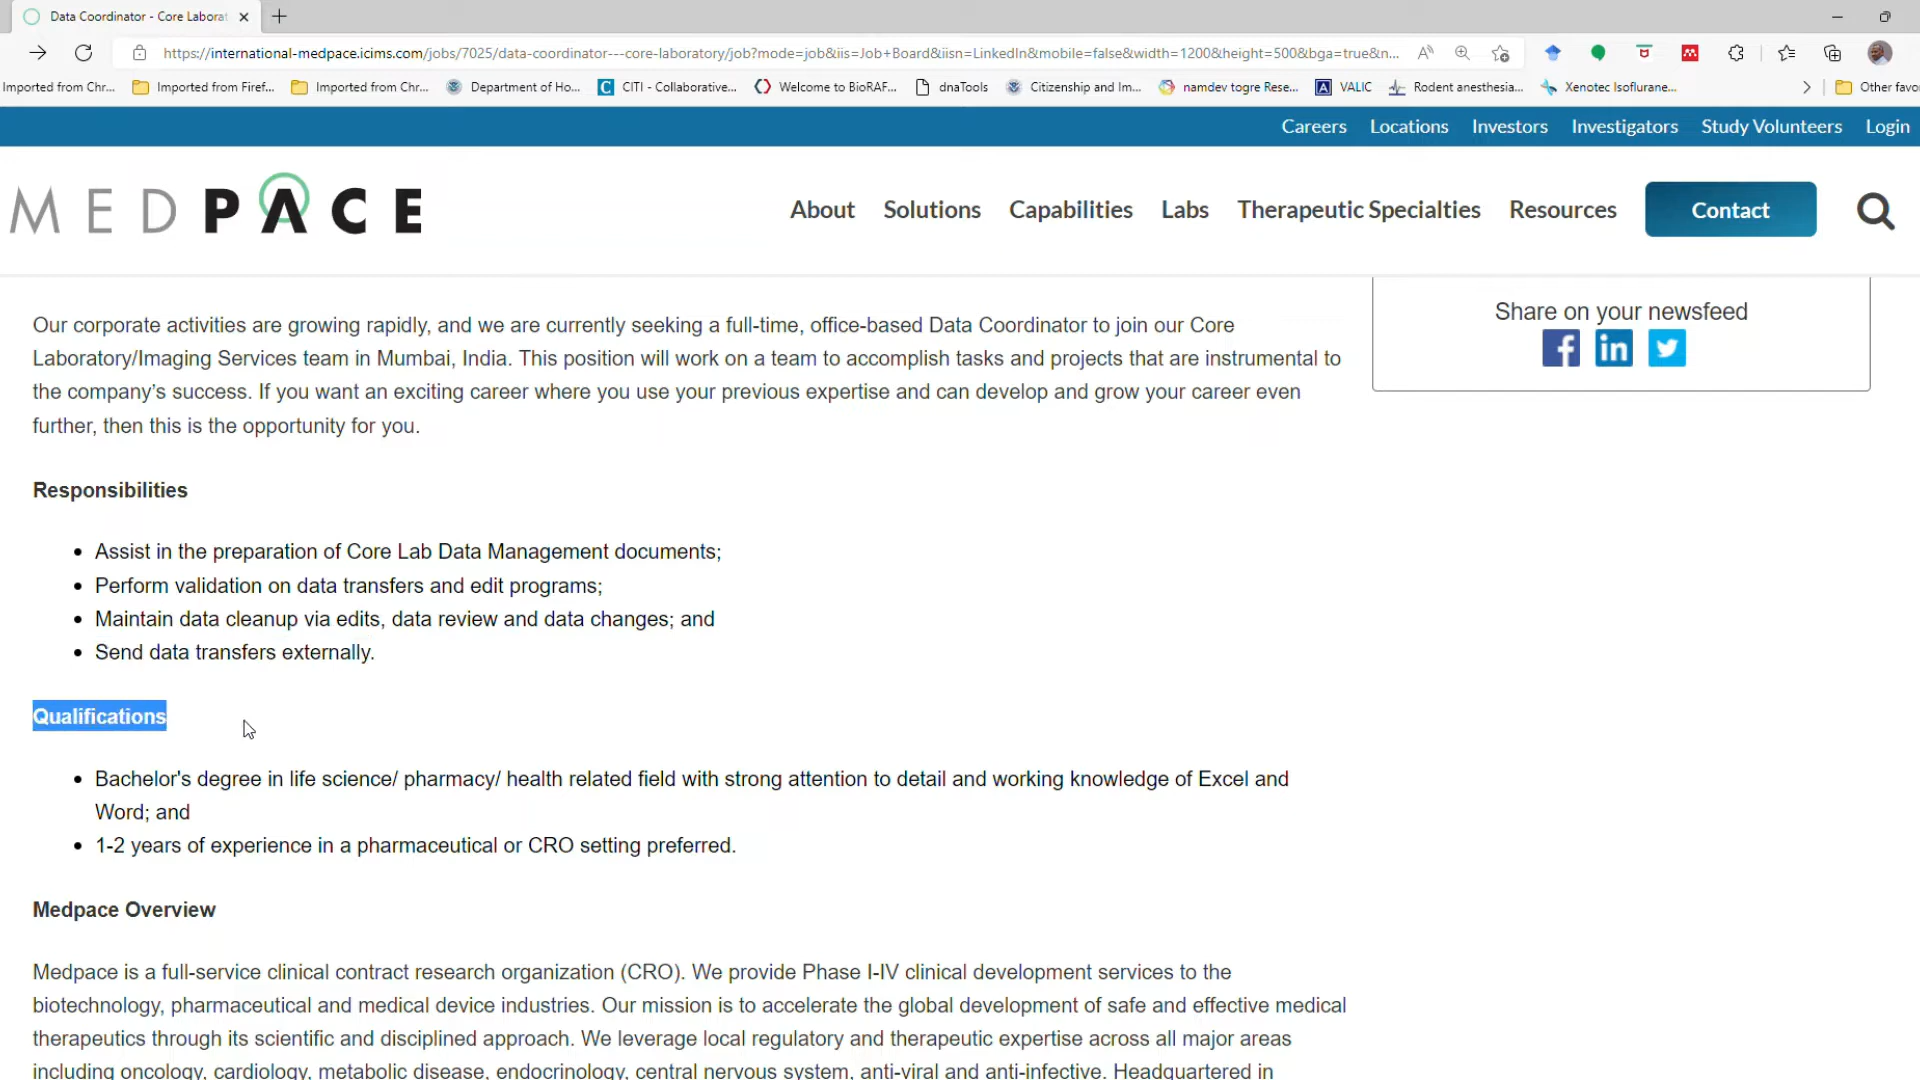 Data Coordinator - Core Laborat
https://international-medpace.icims.com/jobs/7025/data-coordinator---core-laboratory/job?mode=job&iis=Job+Board&iisn=LinkedIn&mobile=false&width=1200&height=500&bga=true&n...
Imported from Chr... Imported from Firef... Imported from Chr... Department of Ho... CITI - Collaborative... Welcome to BioRAF... dnaTools Citizenship and Im... namdev togre Rese... VALIC Rodent anesthesia... Xenotec Isoflurane... Other favo
Careers Locations Investors Investigators Study Volunteers Login
MEDPACE
About Solutions Capabilities Labs Therapeutic Specialties Resources Contact
Share on your newsfeed
Our corporate activities are growing rapidly, and we are currently seeking a full-time, office-based Data Coordinator to join our Core
Laboratory/Imaging Services team in Mumbai, India. This position will work on a team to accomplish tasks and projects that are instrumental to
the company's success. If you want an exciting career where you use your previous expertise and can develop and grow your career even
further, then this is the opportunity for you.
Responsibilities
• Assist in the preparation of Core Lab Data Management documents;
• Perform validation on data transfers and edit programs;
• Maintain data cleanup via edits, data review and data changes; and
• Send data transfers externally.
Qualifications
• Bachelor's degree in life science/ pharmacy/ health related field with strong attention to detail and working knowledge of Excel and
Word; and
• 1-2 years of experience in a pharmaceutical or CRO setting preferred.
Medpace Overview
Medpace is a full-service clinical contract research organization (CRO). We provide Phase I-IV clinical development services to the
biotechnology, pharmaceutical and medical device industries. Our mission is to accelerate the global development of safe and effective medical
therapeutics through its scientific and disciplined approach. We leverage local regulatory and therapeutic expertise across all major areas
including oncology, cardiology, metabolic disease, endocrinology, central nervous system, anti-viral and anti-infective. Headquartered in